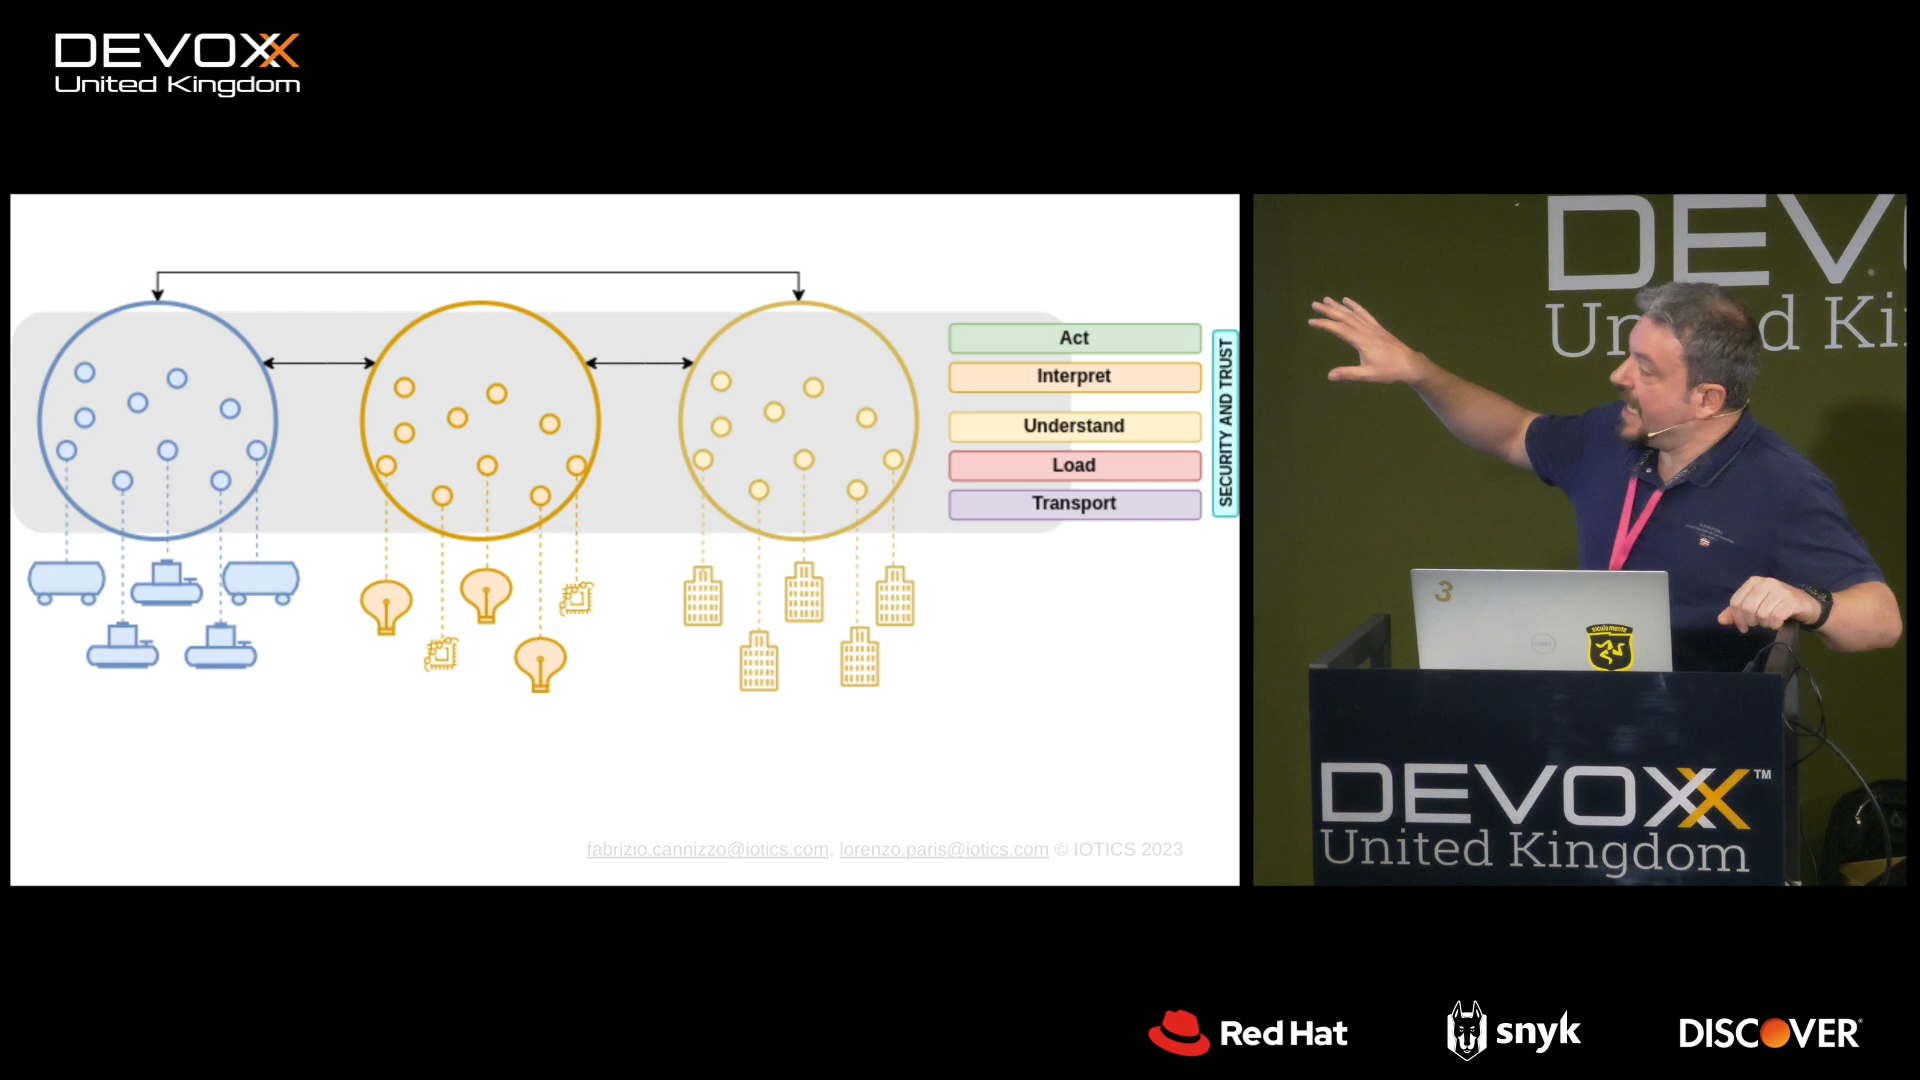 DEVOXX
United Kingdom
Act
Interpret
Understand
Load
Transport
SECURITY AND TRUST
fabrizio.cannizzo@iotics.com, lorenzo.paris@iotics.com © IOTICS 2023
DEV
Un d Ki
3
siculamente
DEVOXX™
United Kingdom
Red Hat
snyk
DISCOVER